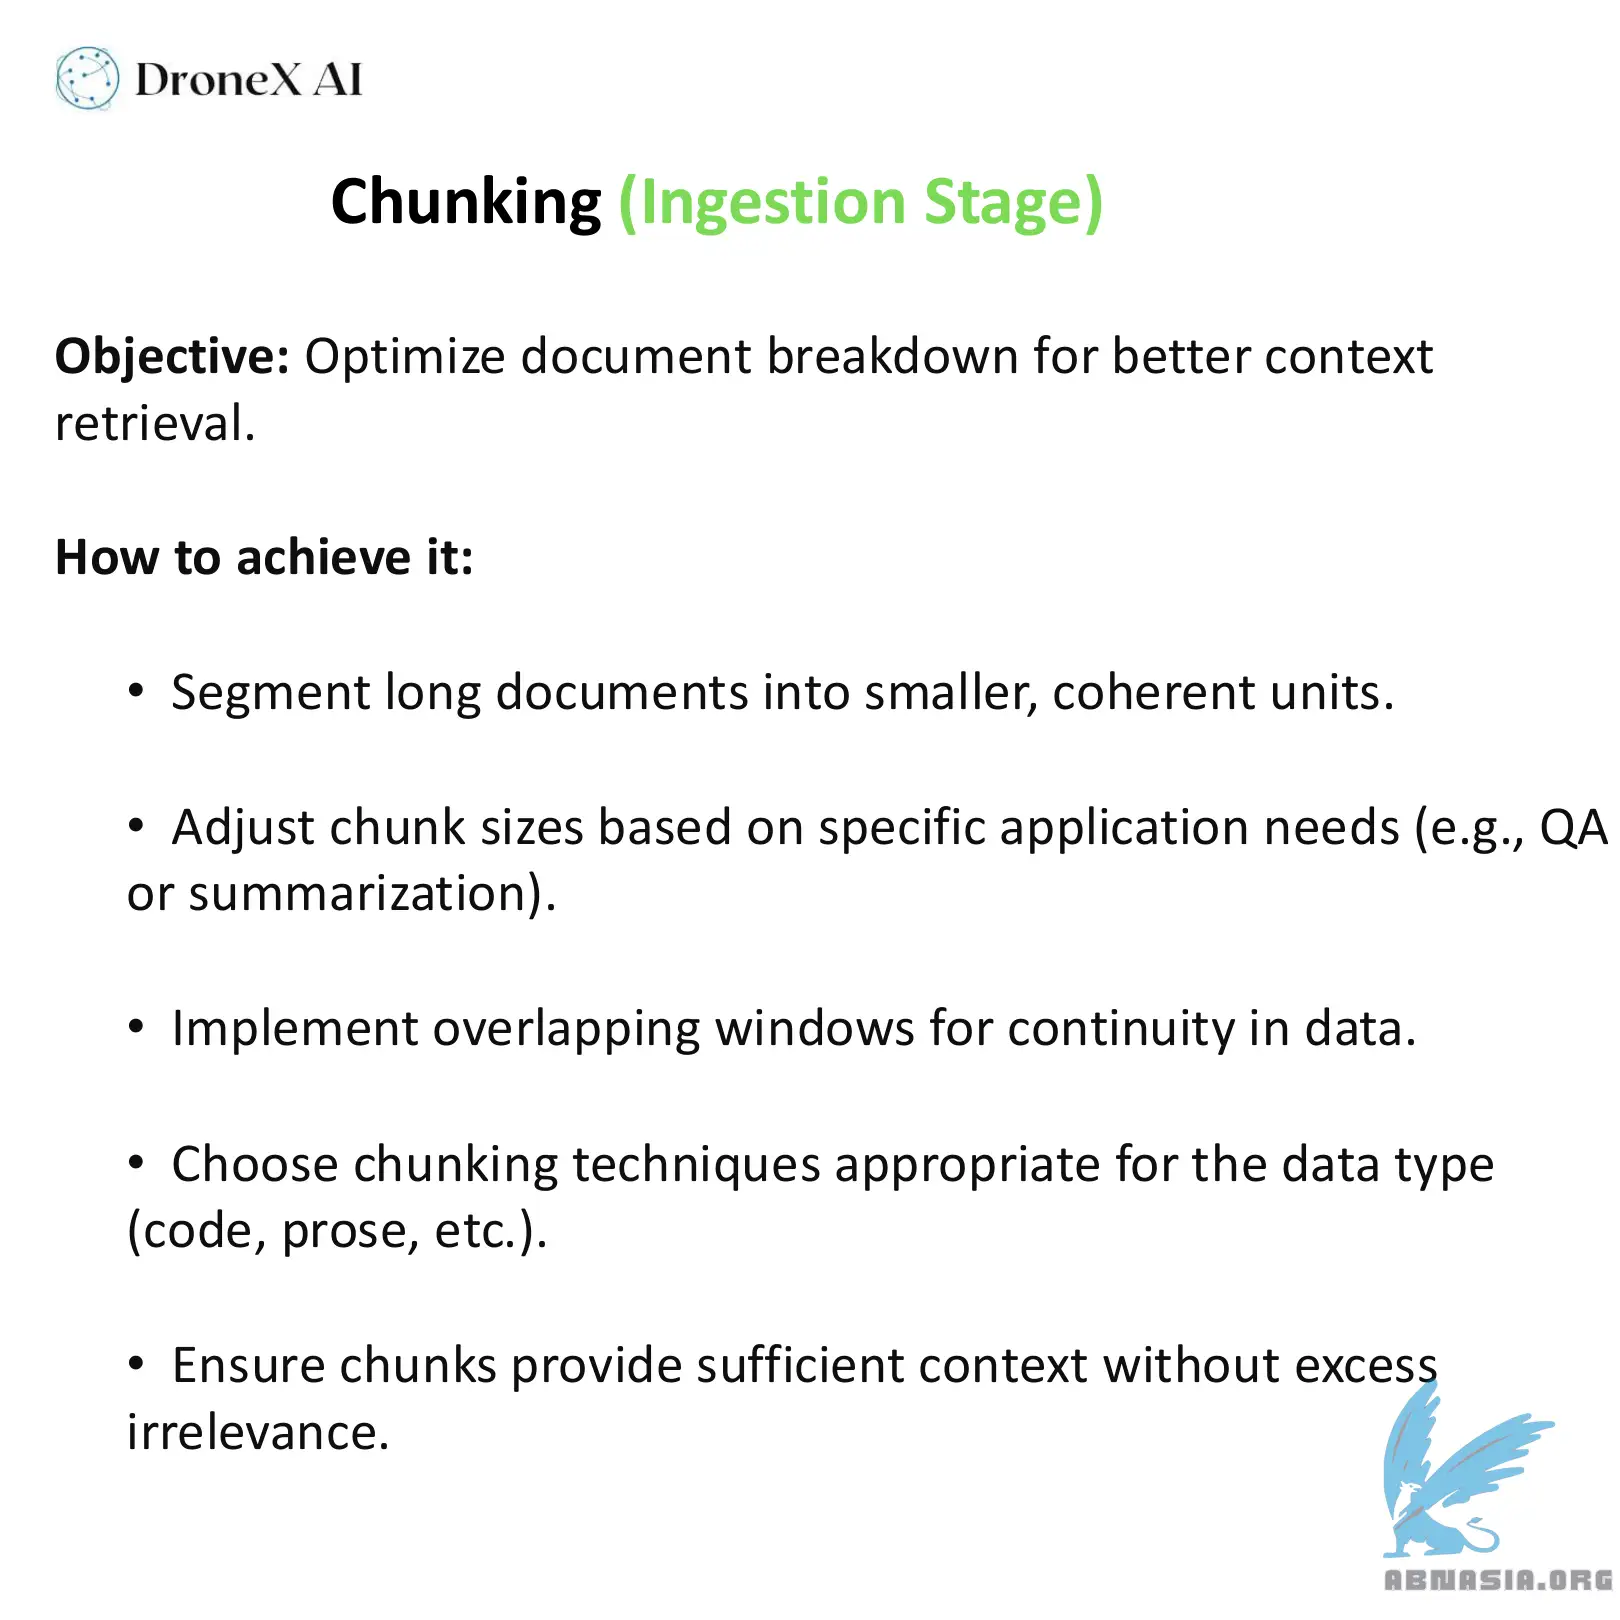 DroneX AI
Chunking (Ingestion Stage)
Objective: Optimize document breakdown for better context
retrieval.
How to achieve it:
• Segment long documents into smaller, coherent units.
• Adjust chunk sizes based on specific application needs (e.g., QA
or summarization).
• Implement overlapping windows for continuity in data.
• Choose chunking techniques appropriate for the data type
(code, prose, etc.).
• Ensure chunks provide sufficient context without excess
irrelevance.
ABNASIA.ORG